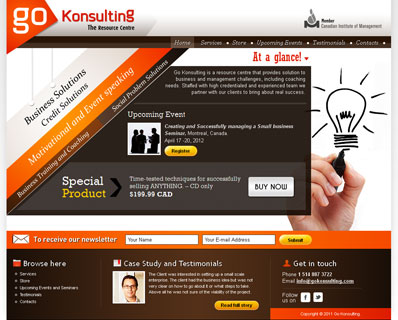 go Konsulting
The Resource Centre
Member
Canadian Institute of Management
Home Services Store Upcoming Events Testimonials Contacts
At a glance!
Go Konsulting is a resource centre that provides solution to
business and management challenges, including coaching
needs. Staffed with high credentialed and experienced team we
partner with our clients to bring about real success.
Business Solutions
Credit Solutions
Motivational and Event speaking
Business Training and Coaching
Social Problem Solutions
Upcoming Event
Creating and Successfully managing a Small business
Seminar, Montreal, Canada.
April 17 -20, 2012
Register
Special
Product
Time-tested techniques for successfully
selling ANYTHING. – CD only
$199.99 CAD
BUY NOW
To receive our newsletter
Your Name
Your E-mail Address
Submit
Browse here
Services
Store
Upcoming Events and Seminars
Testimonials
Contacts
Case Study and Testimonials
The Client was interested in setting up a small scale
enterprise. The client had the business idea but was not
very clear on how to go about it or what steps to take.
Above all he was not sure of the viability of the project.
Read full story
Get in touch
Phone 1 514 887 3722
Email info@gokonsulting.com
Follow
us on
Copyright © 2011 Go Konsulting